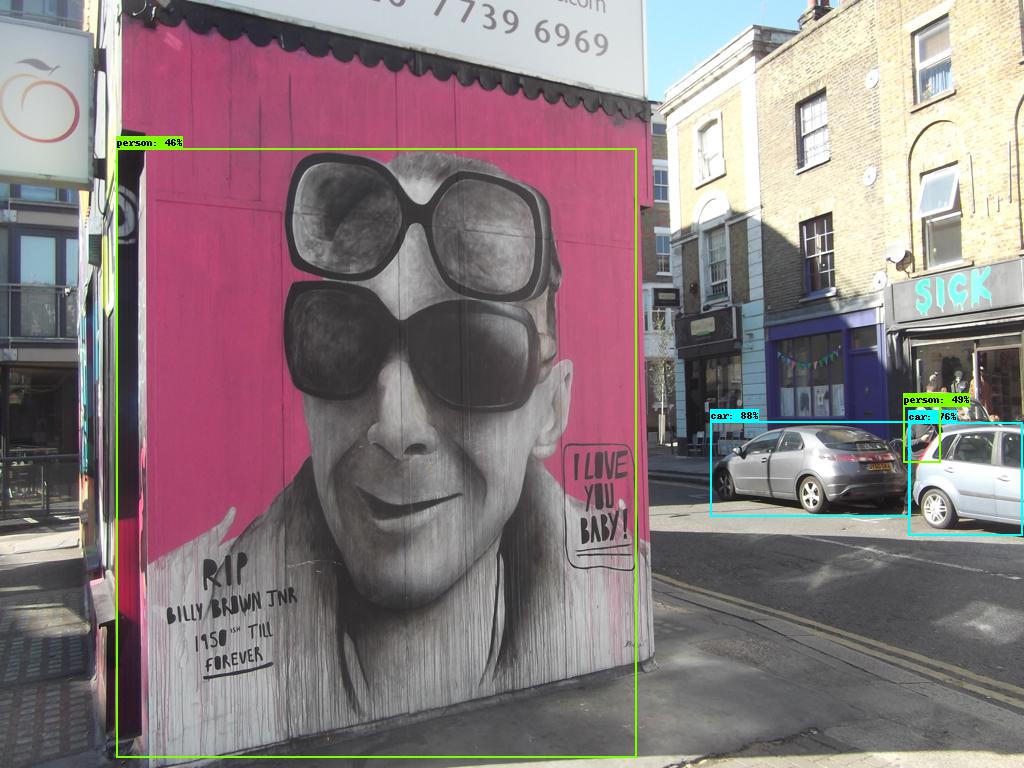 7739 6969
SICK
I LOVE
YOU
BABY!
RIP
BILLY BROWN JNR
1950 ISH TILL
FOREVER
person: 46%
car: 88%
person: 49%
car: 76%